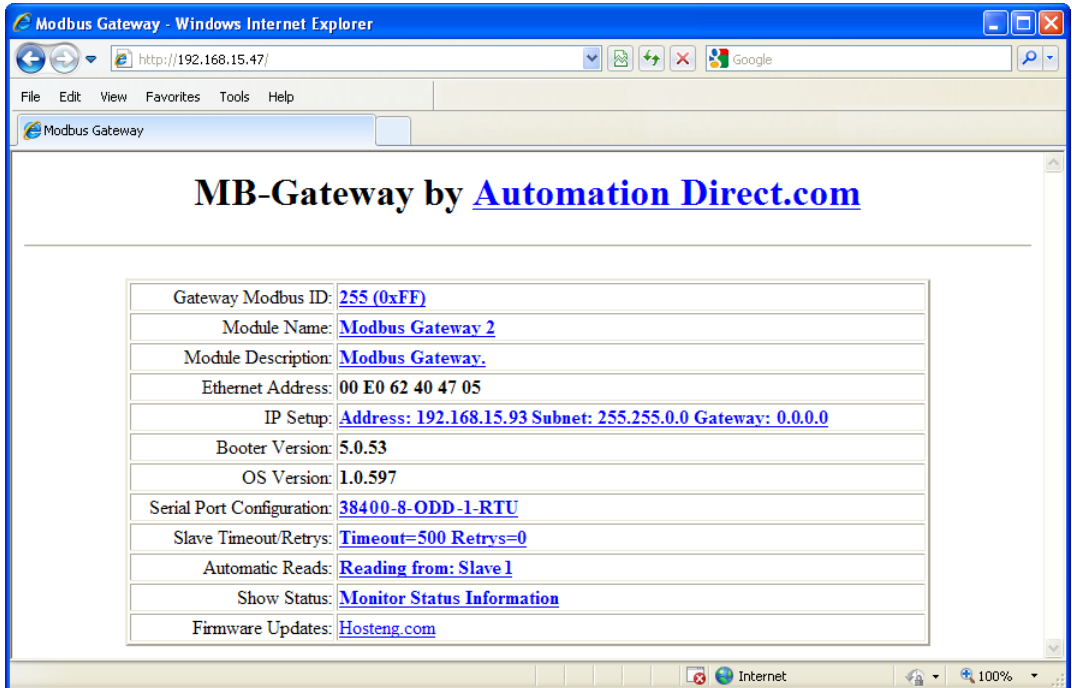 Modbus Gateway - Windows Internet Explorer
http://192.168.15.47/
Google
File Edit View Favorites Tools Help
Modbus Gateway
MB-Gateway by Automation Direct.com
Gateway Modbus ID: 255 (0xFF)
Module Name: Modbus Gateway 2
Module Description: Modbus Gateway.
Ethernet Address: 00 E0 62 40 47 05
IP Setup: Address: 192.168.15.93 Subnet: 255.255.0.0 Gateway: 0.0.0.0
Booter Version: 5.0.53
OS Version: 1.0.597
Serial Port Configuration: 38400-8-ODD-1-RTU
Slave Timeout/Retrys: Timeout=500 Retrys=0
Automatic Reads: Reading from: Slave 1
Show Status: Monitor Status Information
Firmware Updates: Hosteng.com
Internet 100%